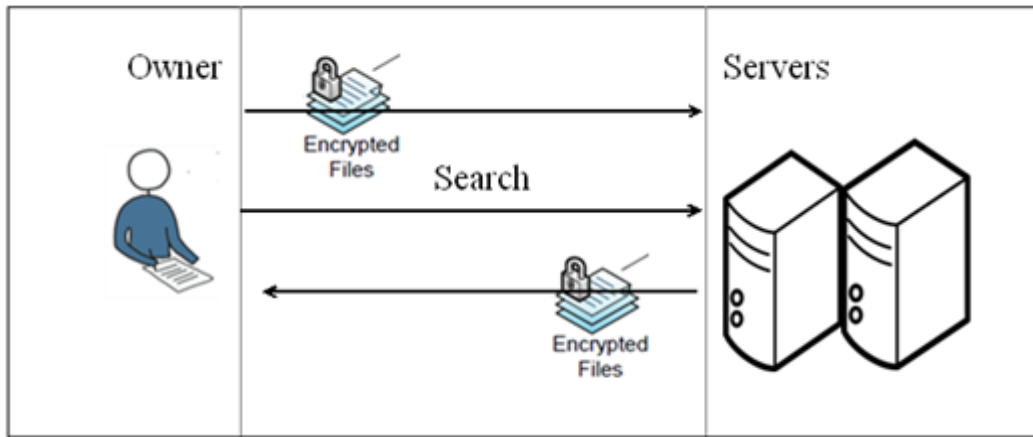 Owner
Servers
Encrypted
Files
Search
Encrypted
Files